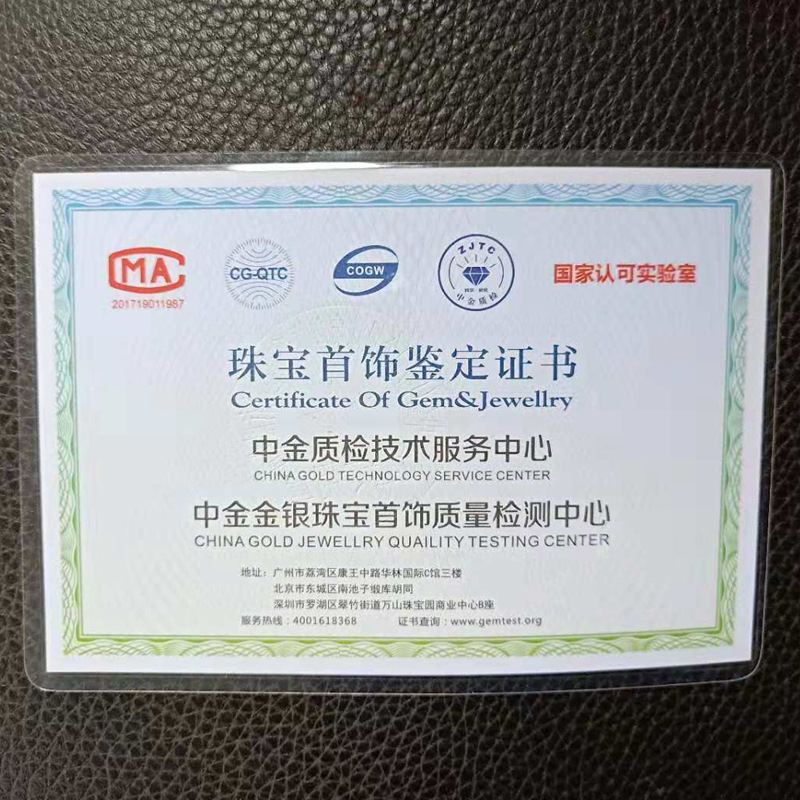 CMA
201719011987
CG-QTC
COGW
ZJTC
中金质检
国家认可实验室
珠宝首饰鉴定证书
Certificate Of Gem&Jewellry
中金质检技术服务中心
CHINA GOLD TECHNOLOGY SERVICE CENTER
中金金银珠宝首饰质量检测中心
CHINA GOLD JEWELLRY QUAILITY TESTING CENTER
地址：广州市荔湾区康王中路华林国际C馆三楼
北京市东城区南池子缎库胡同
深圳市罗湖区翠竹街道万山珠宝园商业中心B座
服务热线：4001618368 证书查询：www.gemtest.org